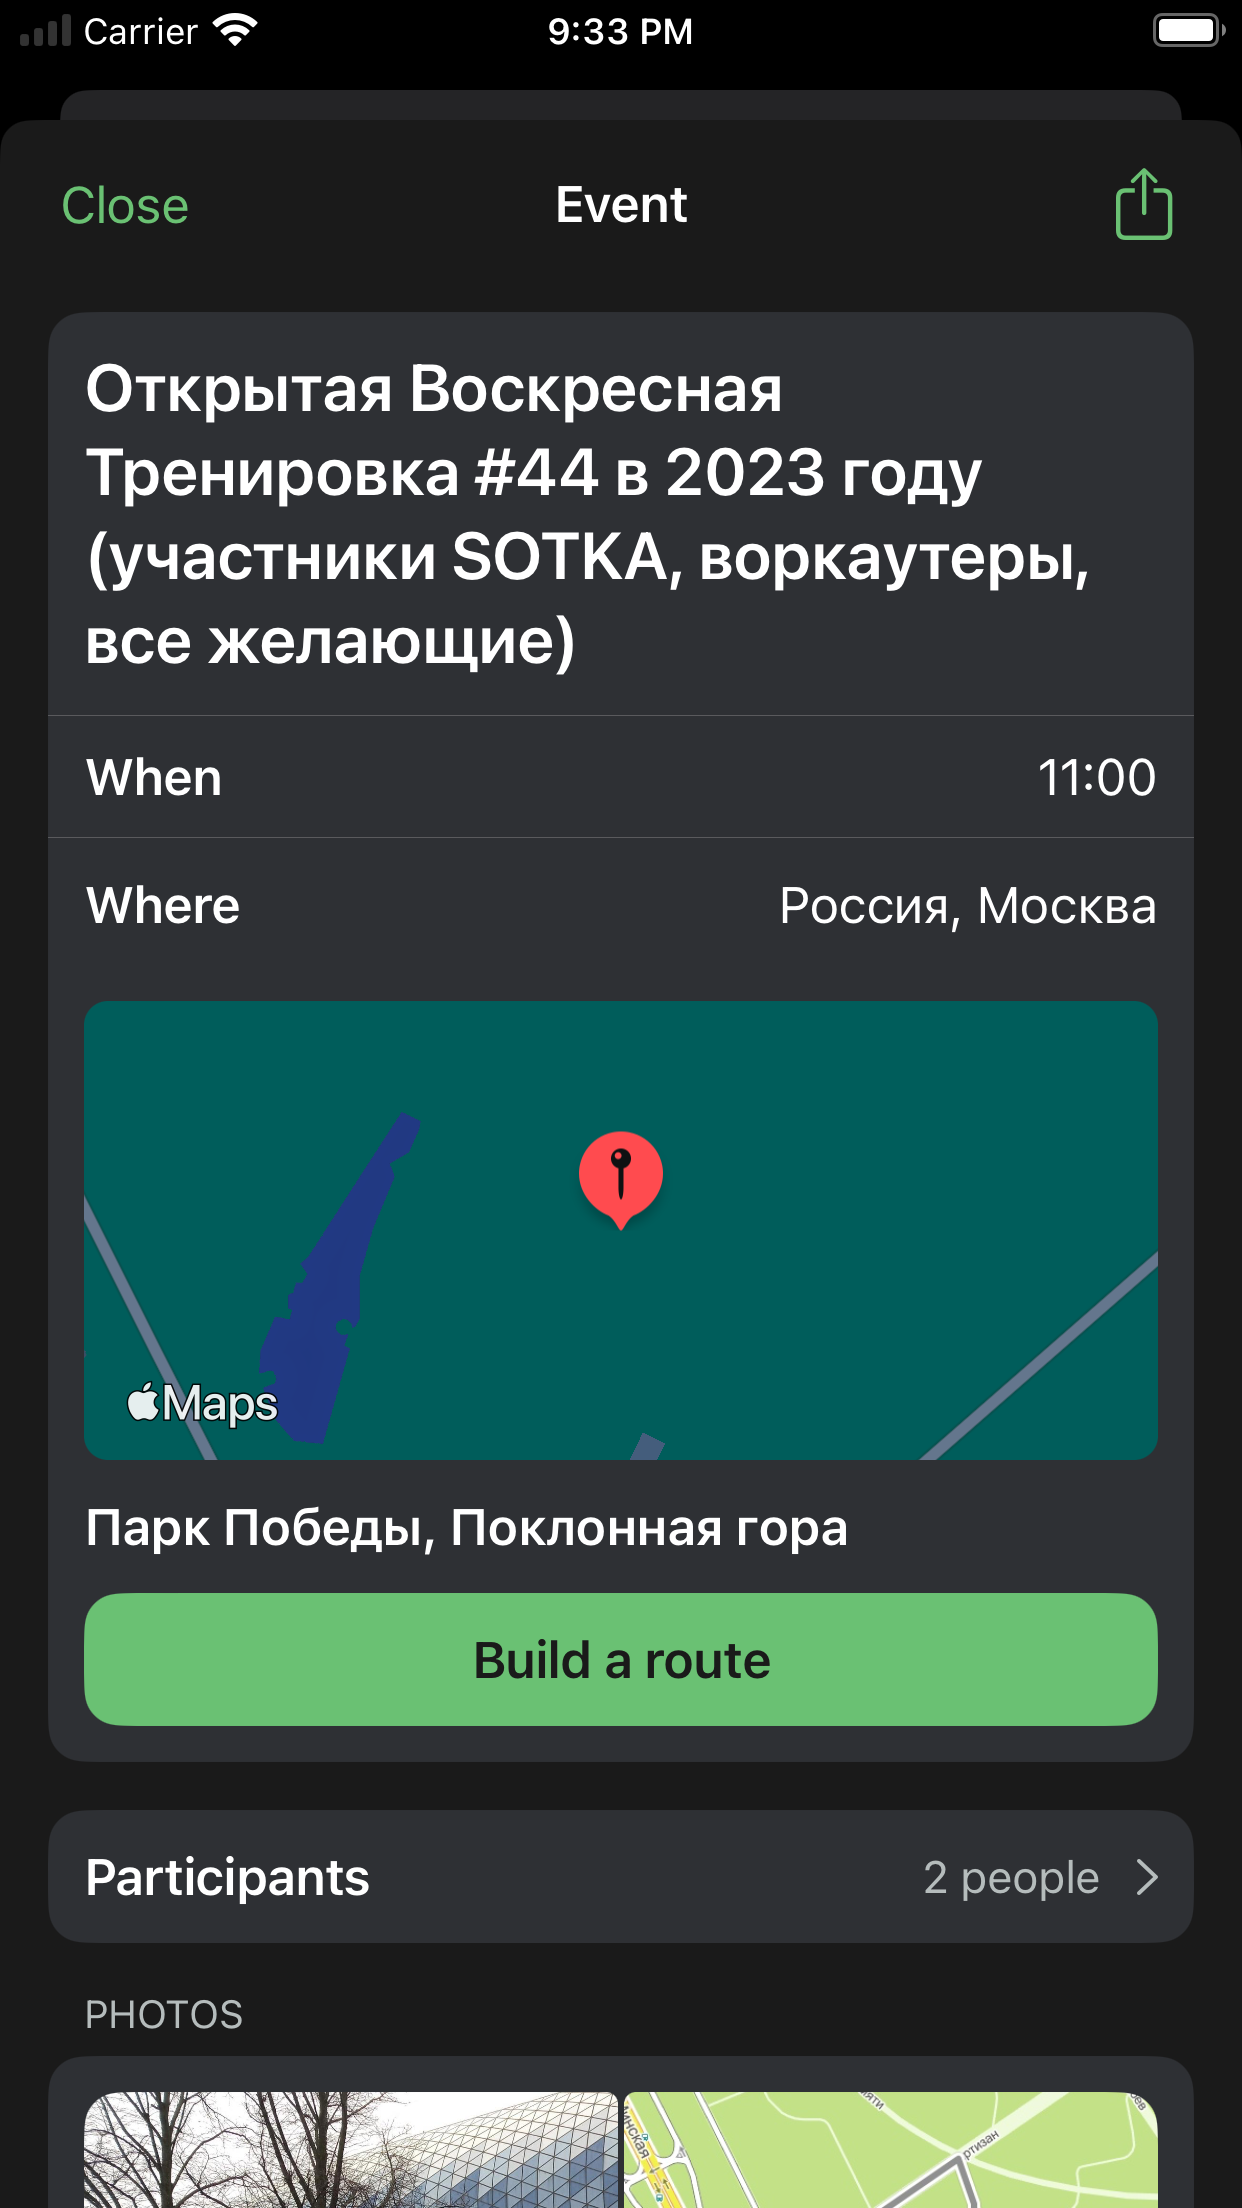 Carrier
9:33 PM
Close
Event
Открытая Воскресная
Тренировка #44 в 2023 году
(участники SOTKA, воркаутеры,
все желающие)
When
11:00
Where
Россия, Москва
Maps
Парк Победы, Поклонная гора
Build a route
Participants
2 people
PHOTOS